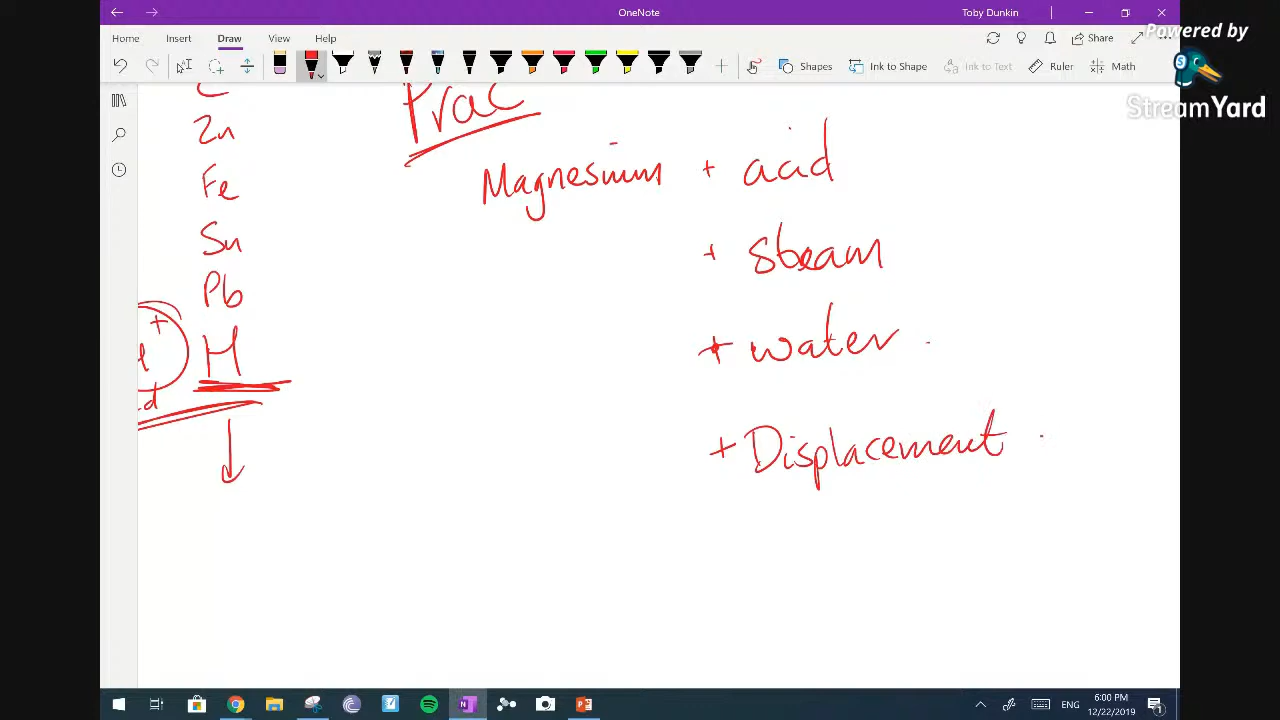 OneNote
Toby Dunkin
Powered by
StreamYard
Home Insert Draw View Help
Share
Shapes Ink to Shape Ink to Text Ruler Math
C
Prac
Zn
Magnesium + acid
Fe
Sn
+ steam
Pb
+
H
+ water
+ Displacement
ENG
6:00 PM
12/22/2019